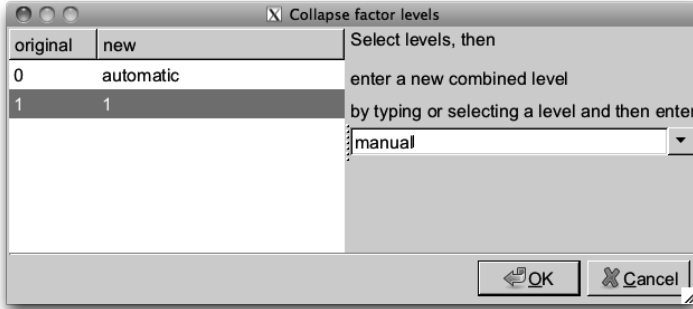 X Collapse factor levels
original new
Select levels, then
0 automatic
enter a new combined level
1 1
by typing or selecting a level and then enter
manual
OK Cancel